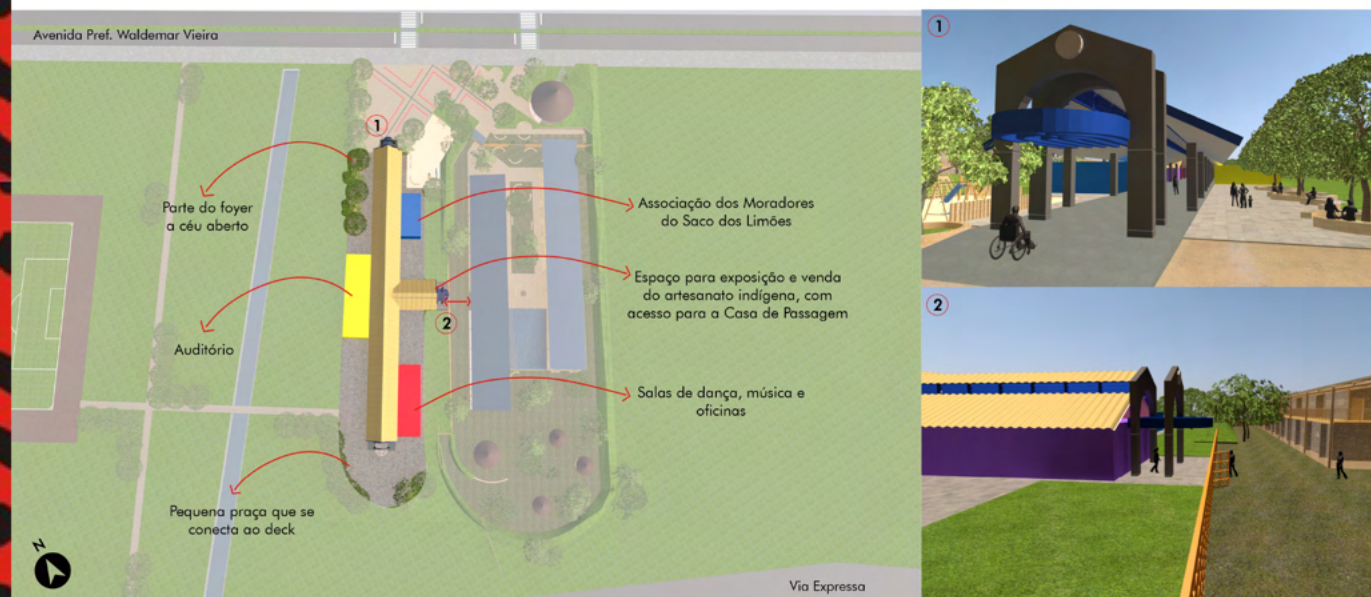 Avenida Pref. Waldemar Vieira
1
Parte do foyer
a céu aberto
Associação dos Moradores
do Saco dos Limões
Espaço para exposição e venda
do artesanato indígena, com
acesso para a Casa de Passagem
2
Auditório
Salas de dança, música e
oficinas
Pequena praça que se
conecta ao deck
N
Via Expressa
1
2